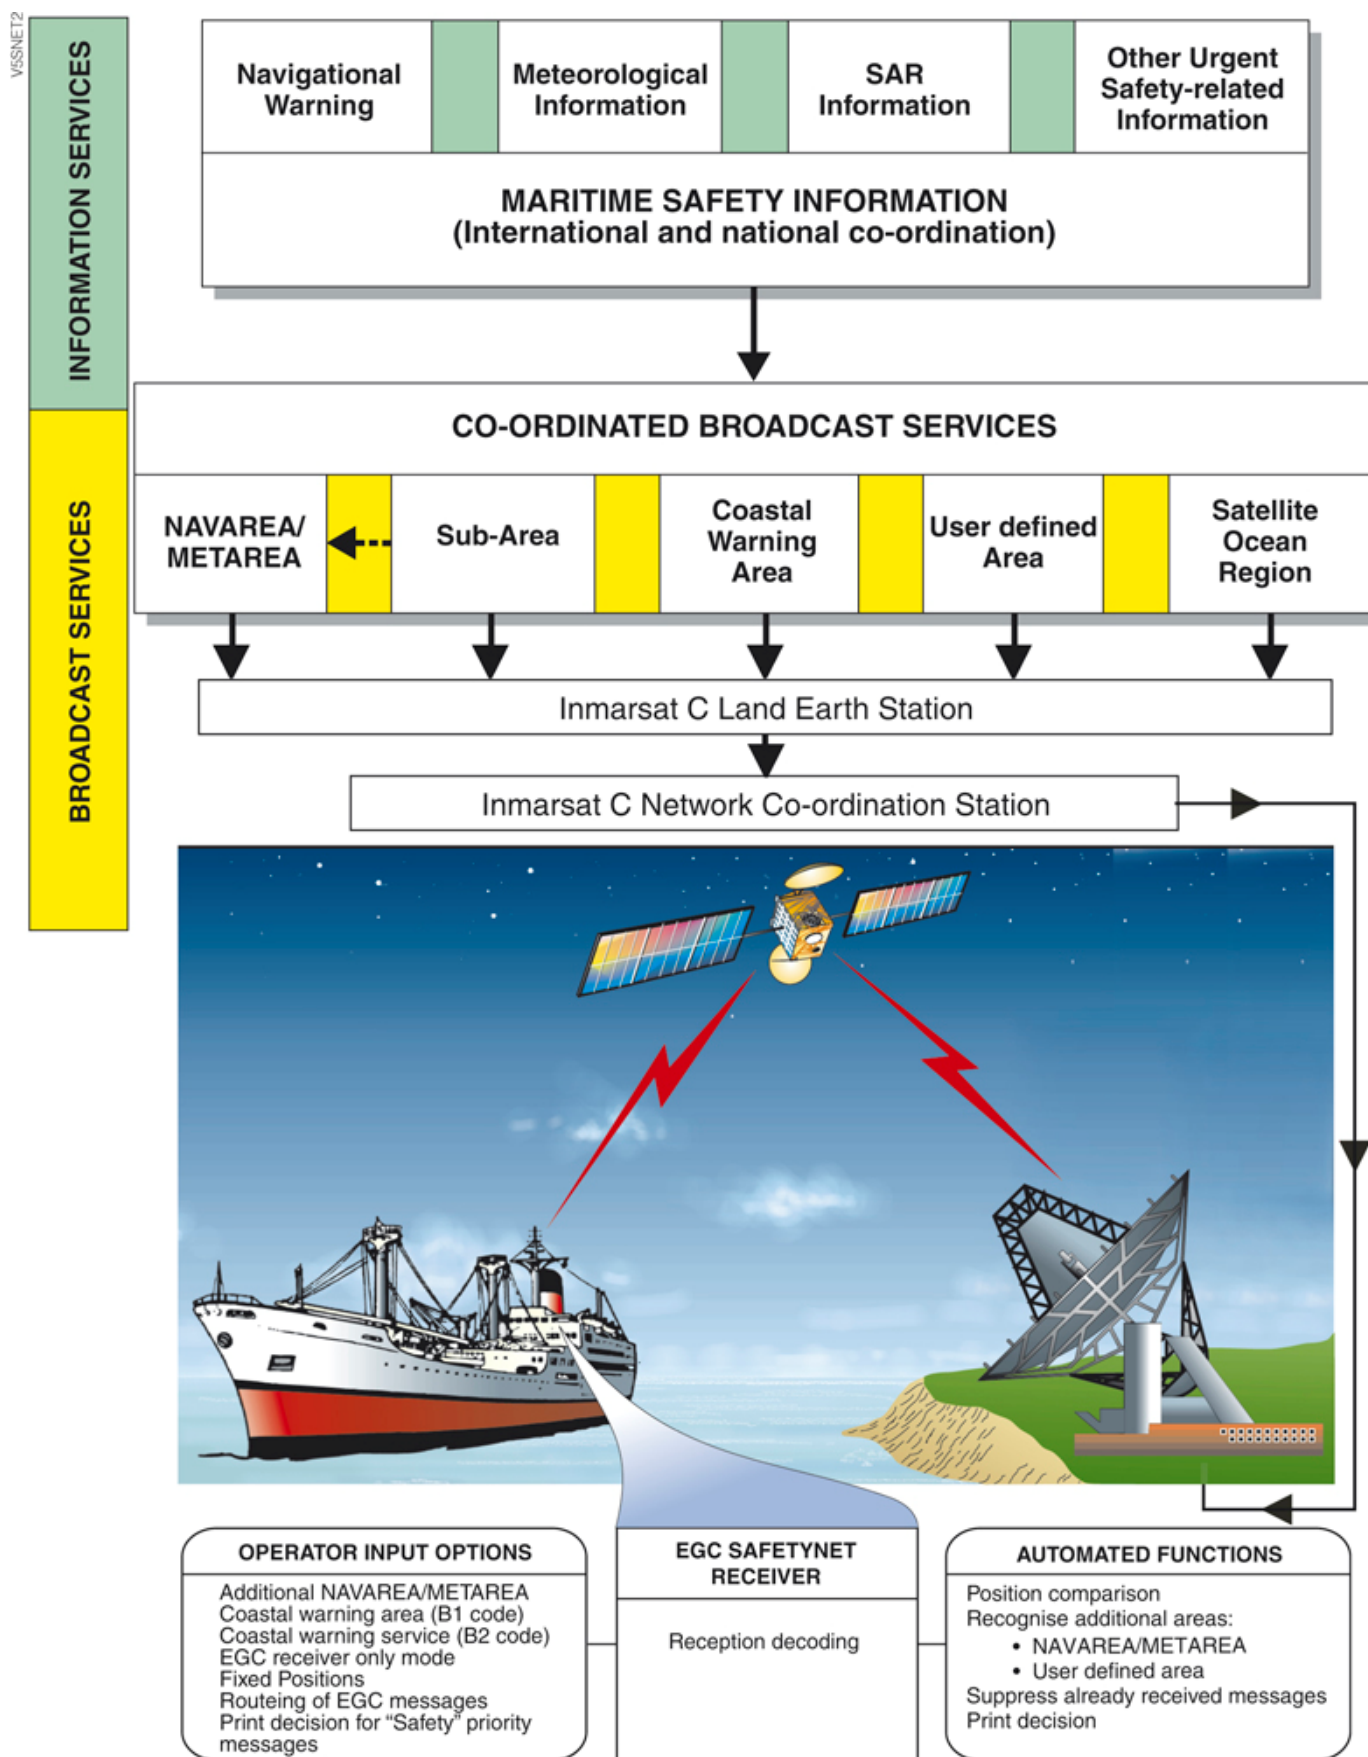 V5SNET2
INFORMATION SERVICES
BROADCAST SERVICES
Navigational
Warning
Meteorological
Information
SAR
Information
Other Urgent
Safety-related
Information
MARITIME SAFETY INFORMATION
(International and national co-ordination)
CO-ORDINATED BROADCAST SERVICES
NAVAREA/
METAREA
Sub-Area
Coastal
Warning
Area
User defined
Area
Satellite
Ocean
Region
Inmarsat C Land Earth Station
Inmarsat C Network Co-ordination Station
OPERATOR INPUT OPTIONS
Additional NAVAREA/METAREA
Coastal warning area (B1 code)
Coastal warning service (B2 code)
EGC receiver only mode
Fixed Positions
Routeing of EGC messages
Print decision for “Safety” priority
messages
EGC SAFETYNET
RECEIVER
Reception decoding
AUTOMATED FUNCTIONS
Position comparison
Recognise additional areas:
• NAVAREA/METAREA
• User defined area
Suppress already received messages
Print decision